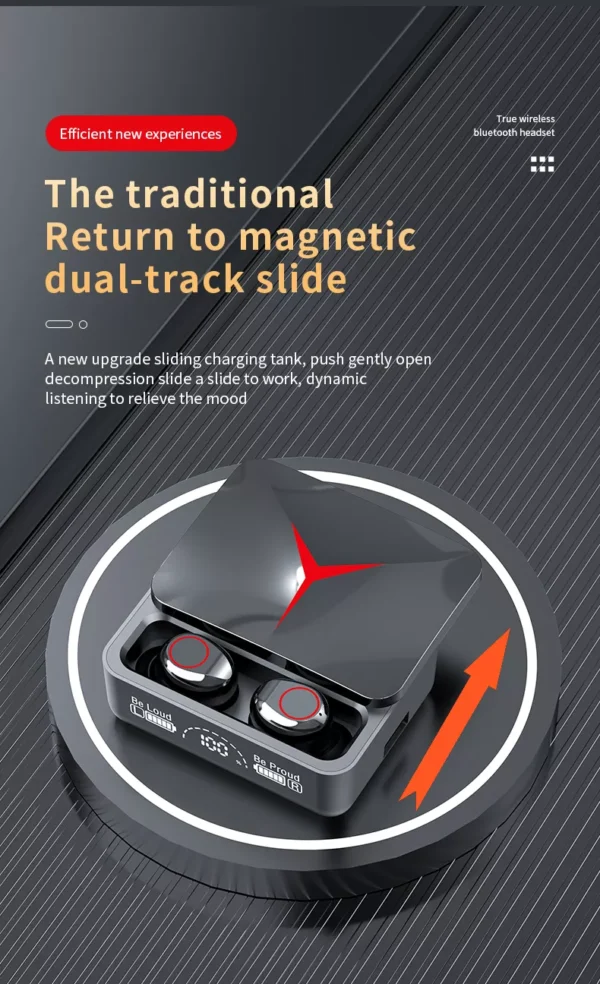 Efficient new experiences
True wireless
bluetooth headset
The traditional
Return to magnetic
dual-track slide
A new upgrade sliding charging tank, push gently open
decompression slide a slide to work, dynamic
listening to relieve the mood
Be Loud
L
100
%
Be Proud
R